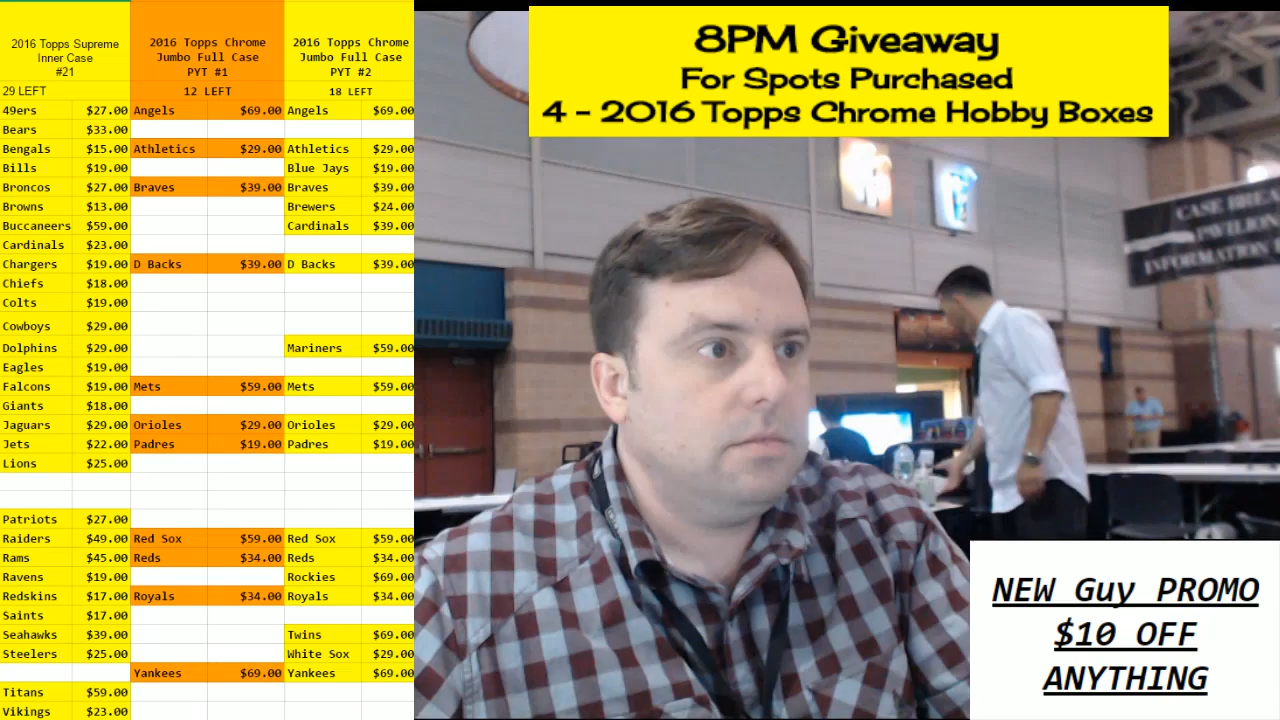 2016 Topps Supreme
Inner Case
#21
29 LEFT
2016 Topps Chrome
Jumbo Full Case
PYT #1
12 LEFT
2016 Topps Chrome
Jumbo Full Case
PYT #2
18 LEFT
49ers $27.00 Angels $69.00 Angels $69.00
Bears $33.00
Bengals $15.00 Athletics $29.00 Athletics $29.00
Bills $19.00 Blue Jays $19.00
Broncos $27.00 Braves $39.00 Braves $39.00
Browns $13.00 Brewers $24.00
Buccaneers $59.00 Cardinals $39.00
Cardinals $23.00
Chargers $19.00 D Backs $39.00 D Backs $39.00
Chiefs $18.00
Colts $19.00
Cowboys $29.00
Dolphins $29.00 Mariners $59.00
Eagles $19.00
Falcons $19.00 Mets $59.00 Mets $59.00
Giants $18.00
Jaguars $29.00 Orioles $29.00 Orioles $29.00
Jets $22.00 Padres $19.00 Padres $19.00
Lions $25.00
Patriots $27.00
Raiders $49.00 Red Sox $59.00 Red Sox $59.00
Rams $45.00 Reds $34.00 Reds $34.00
Ravens $19.00 Rockies $69.00
Redskins $17.00 Royals $34.00 Royals $34.00
Saints $17.00
Seahawks $39.00 Twins $69.00
Steelers $25.00 White Sox $29.00
Yankees $69.00 Yankees $69.00
Titans $59.00
Vikings $23.00
8PM Giveaway
For Spots Purchased
4 - 2016 Topps Chrome Hobby Boxes
CASE BREA
PAVILION
INFORMATION
NEW Guy PROMO
$10 OFF
ANYTHING